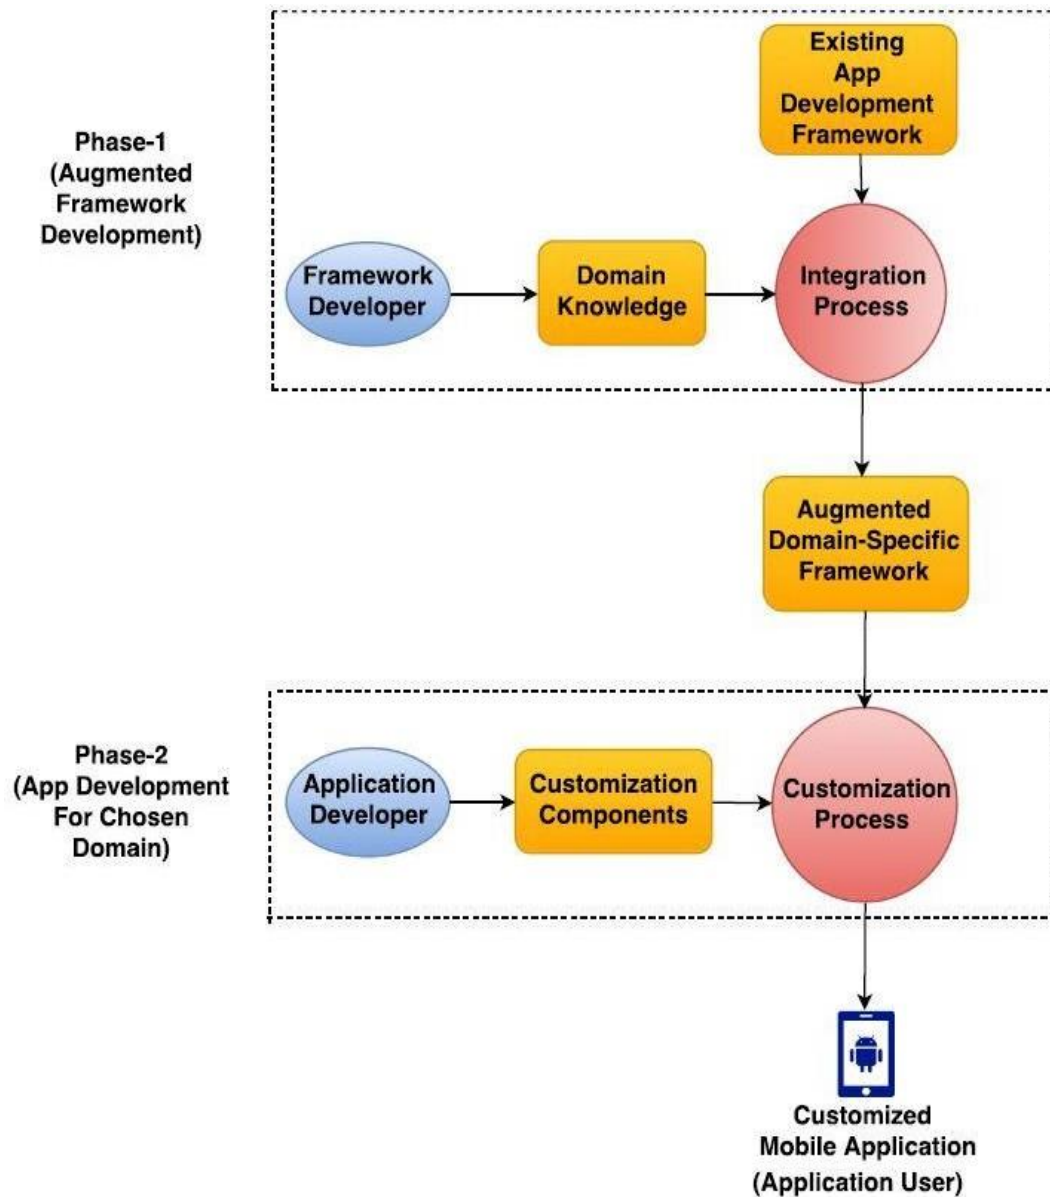 Existing
App
Development
Framework
Phase-1
(Augmented
Framework
Development)
Framework
Developer
Domain
Knowledge
Integration
Process
Augmented
Domain-Specific
Framework
Phase-2
(App Development
For Chosen
Domain)
Application
Developer
Customization
Components
Customization
Process
Customized
Mobile Application
(Application User)